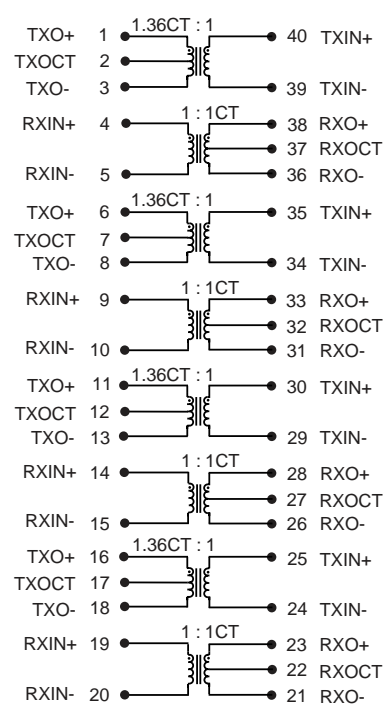 1.36CT : 1
TXO+ 1 40 TXIN+
TXOCT 2
TXO- 3 39 TXIN-
1 : 1CT
RXIN+ 4 38 RXO+
37 RXOCT
RXIN- 5 36 RXO-
1.36CT : 1
TXO+ 6 35 TXIN+
TXOCT 7
TXO- 8 34 TXIN-
1 : 1CT
RXIN+ 9 33 RXO+
32 RXOCT
RXIN- 10 31 RXO-
1.36CT : 1
TXO+ 11 30 TXIN+
TXOCT 12
TXO- 13 29 TXIN-
1 : 1CT
RXIN+ 14 28 RXO+
27 RXOCT
RXIN- 15 26 RXO-
1.36CT : 1
TXO+ 16 25 TXIN+
TXOCT 17
TXO- 18 24 TXIN-
1 : 1CT
RXIN+ 19 23 RXO+
22 RXOCT
RXIN- 20 21 RXO-